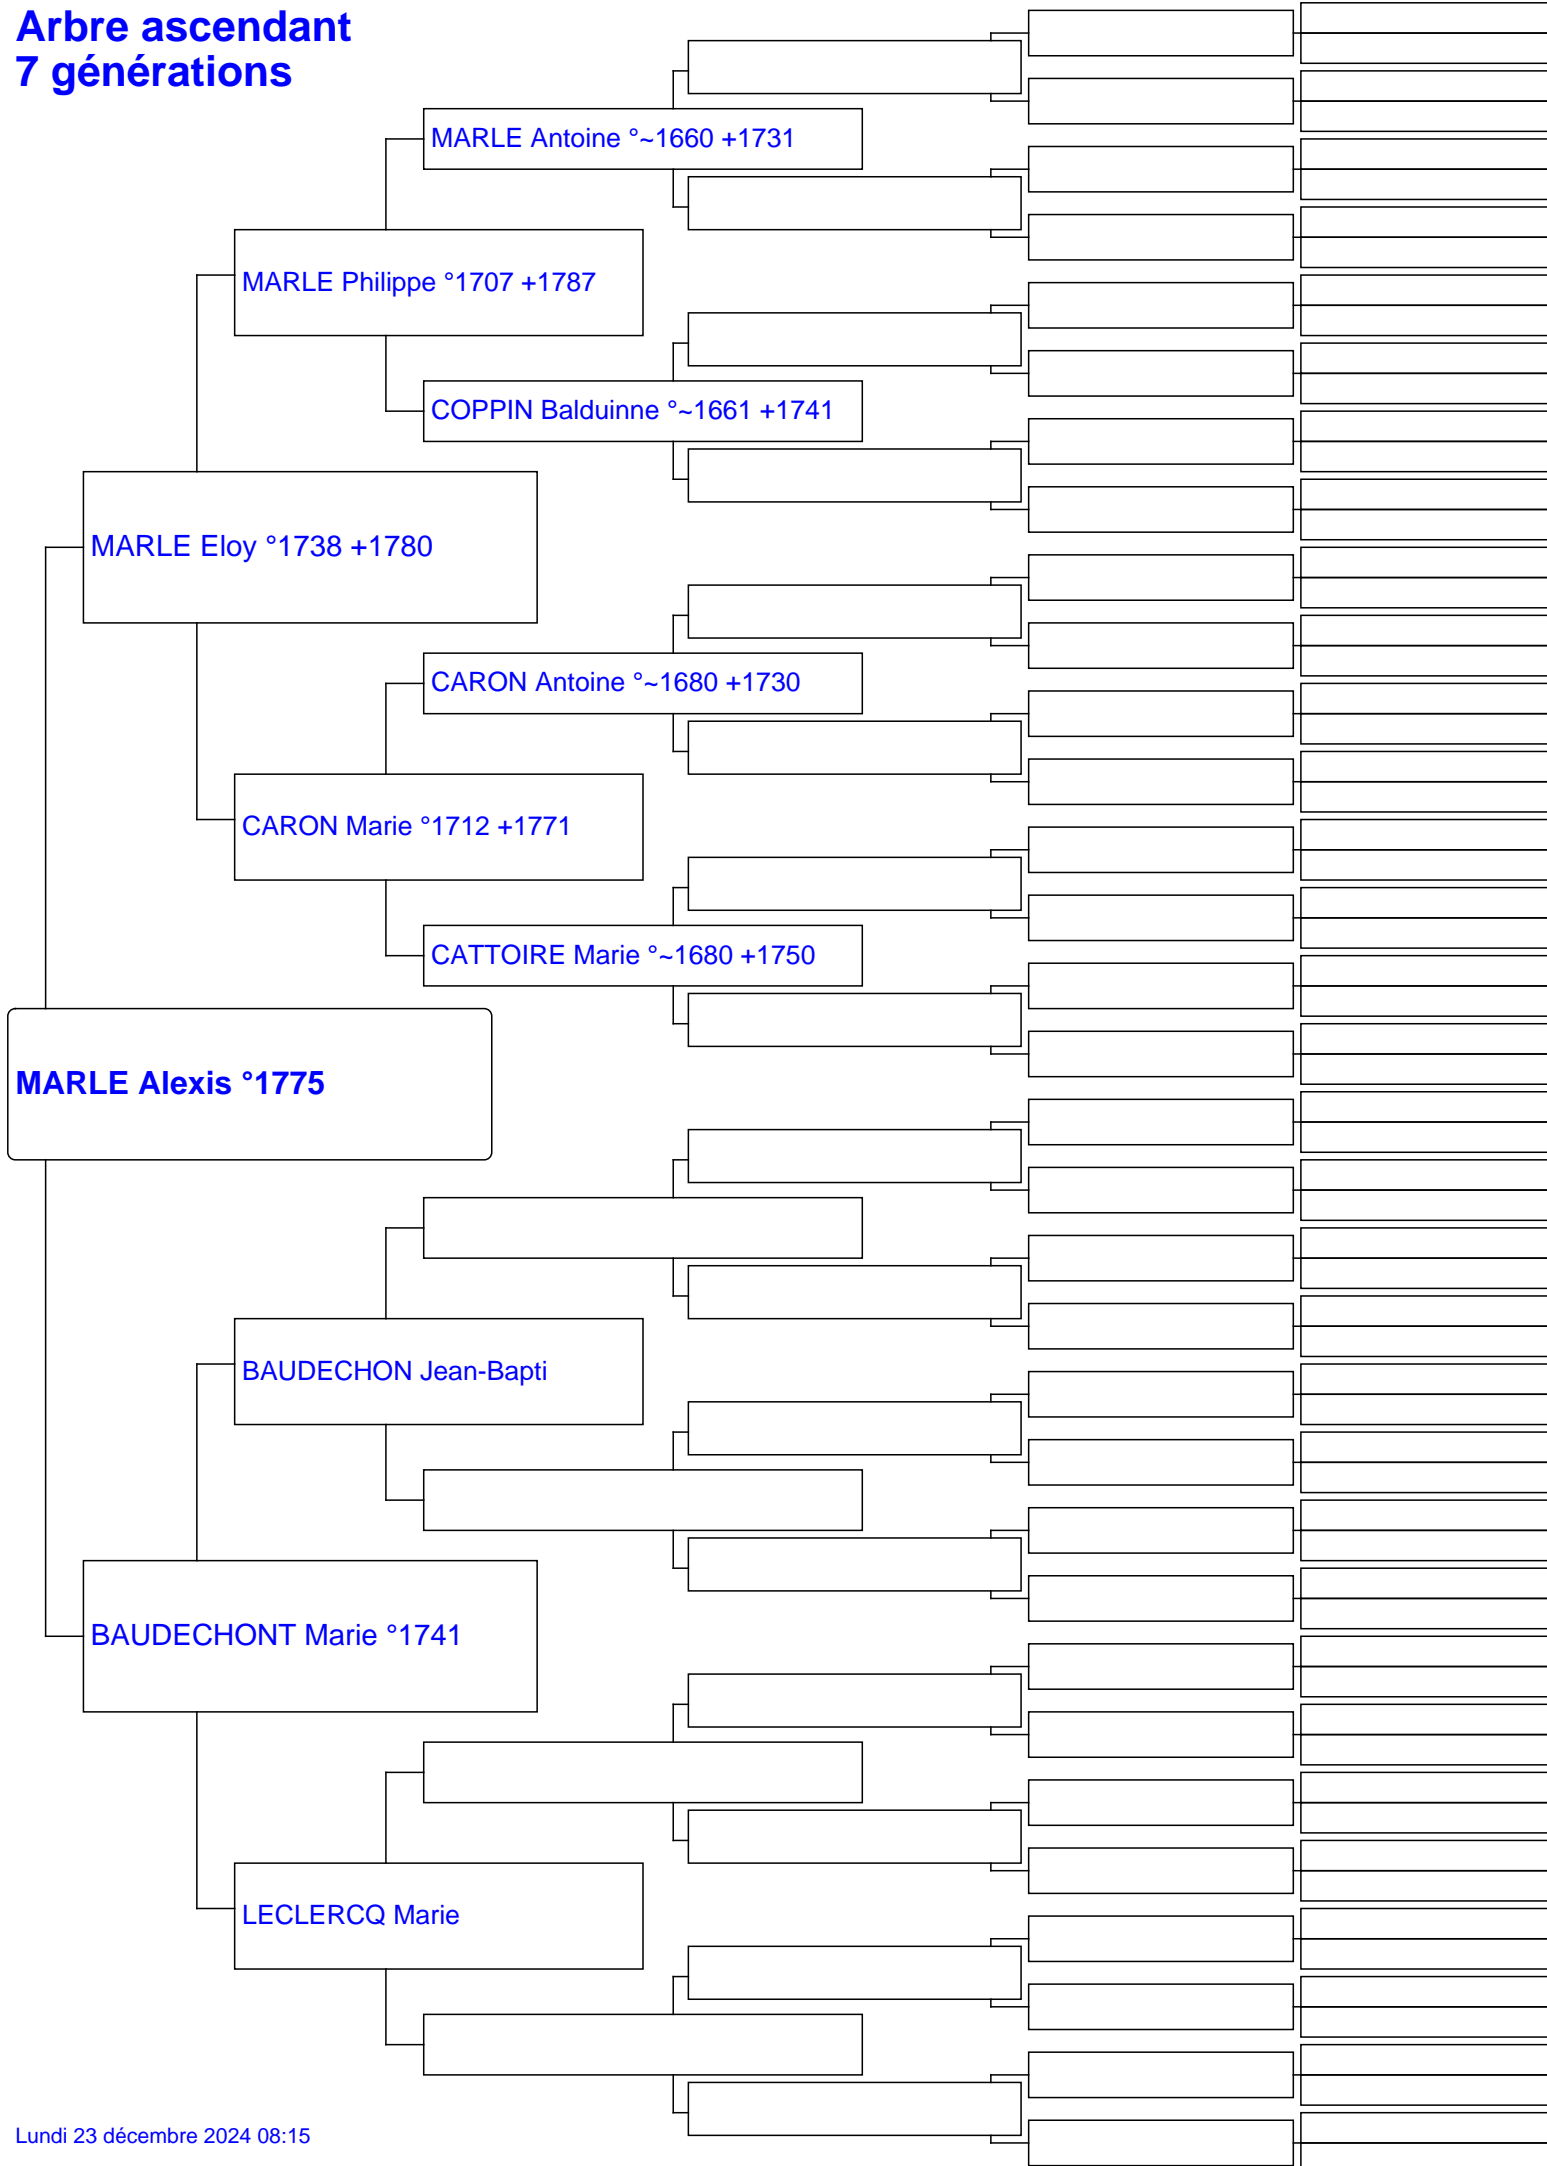 Arbre ascendant
7 générations
MARLE Antoine °~1660 +1731
MARLE Philippe °1707 +1787
COPPIN Balduinne °~1661 +1741
MARLE Eloy °1738 +1780
CARON Antoine °~1680 +1730
CARON Marie °1712 +1771
CATTOIRE Marie °~1680 +1750
MARLE Alexis °1775
BAUDECHON Jean-Bapti
BAUDECHONT Marie °1741
LECLERCQ Marie
Lundi 23 décembre 2024 08:15